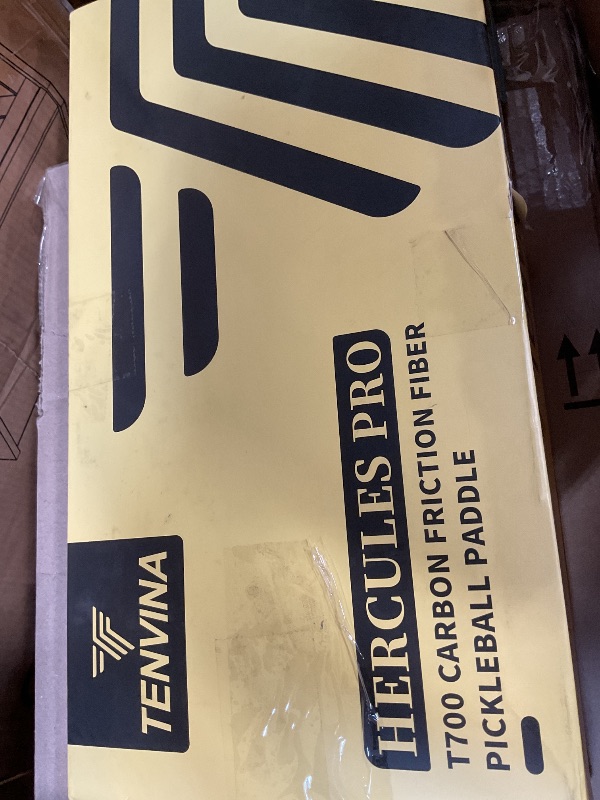 TENVINA
HERCULES PRO
T700 CARBON FRICTION FIBER
PICKLEBALL PADDLE